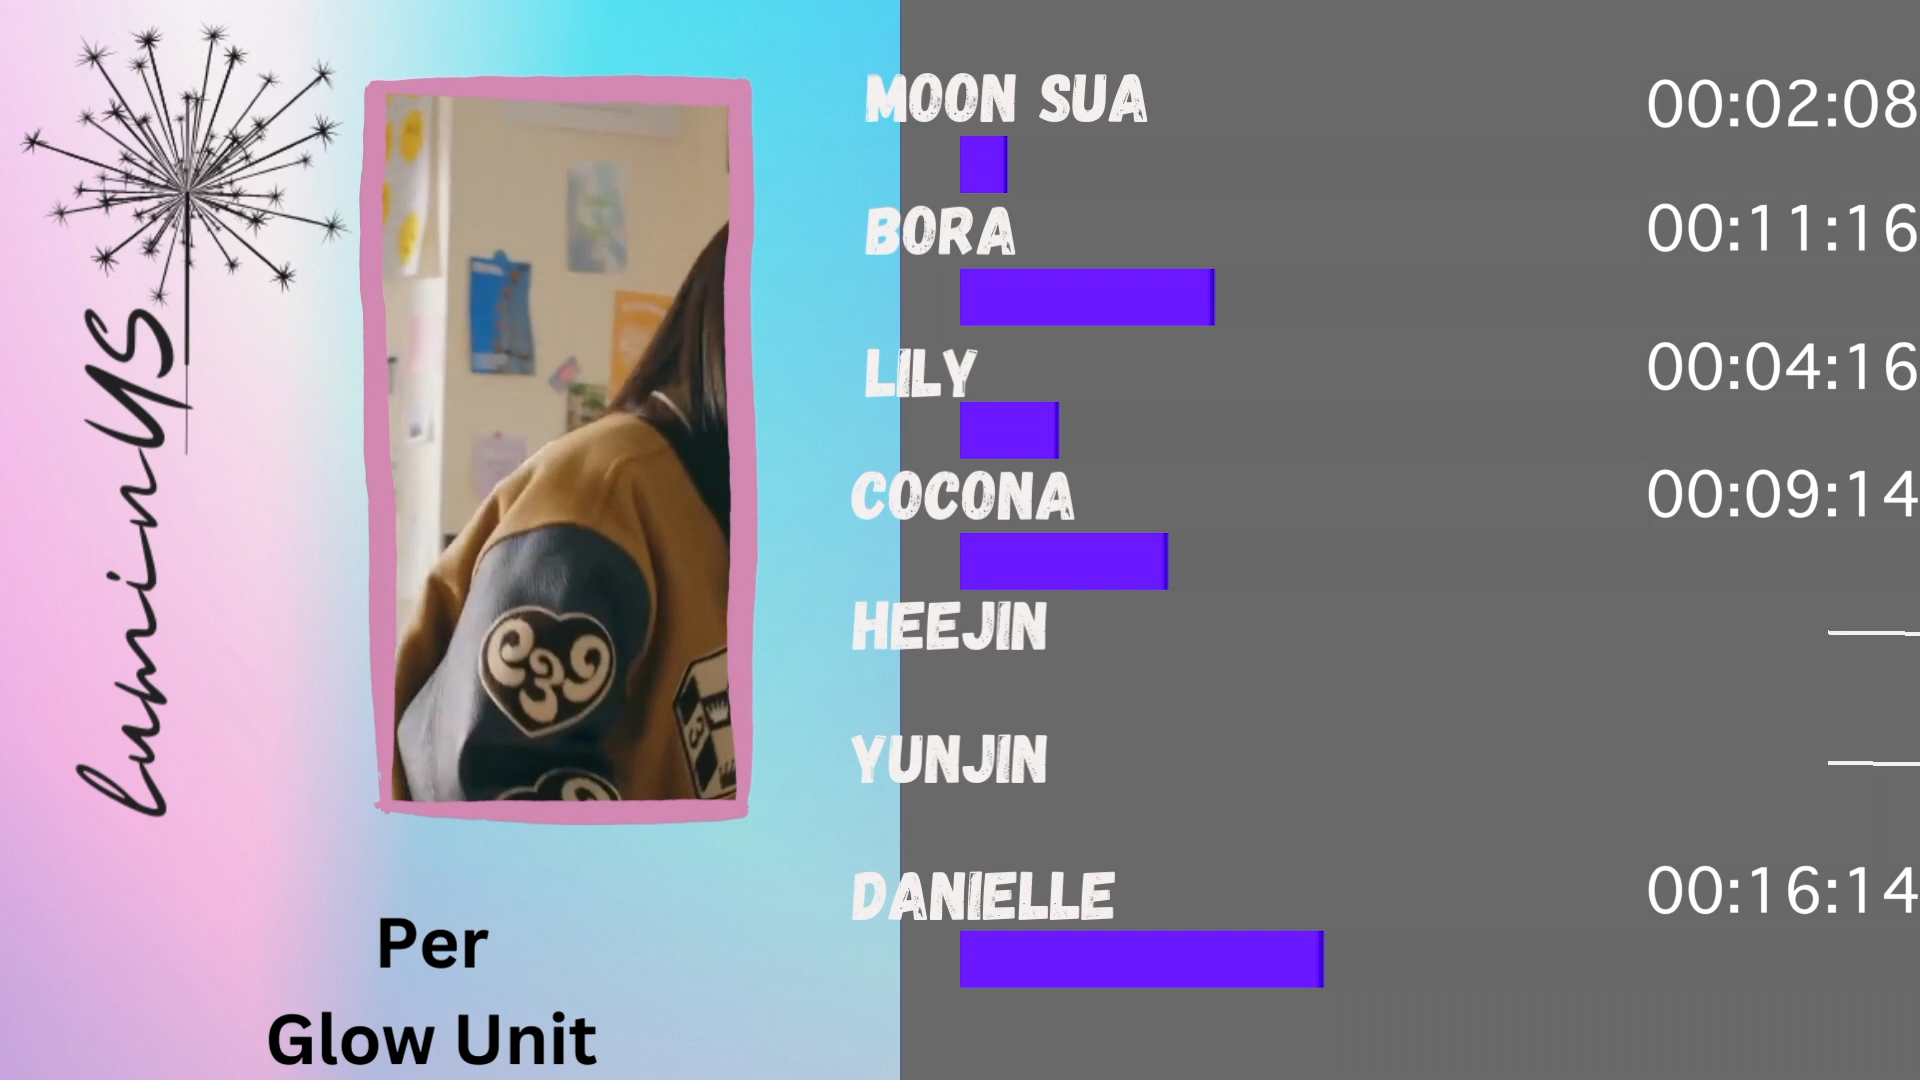 luminUS
MOON SUA 00:02:08
BORA 00:11:16
LILY 00:04:16
COCONA 00:09:14
HEEJIN
YUNJIN
DANIELLE 00:16:14
Per
Glow Unit